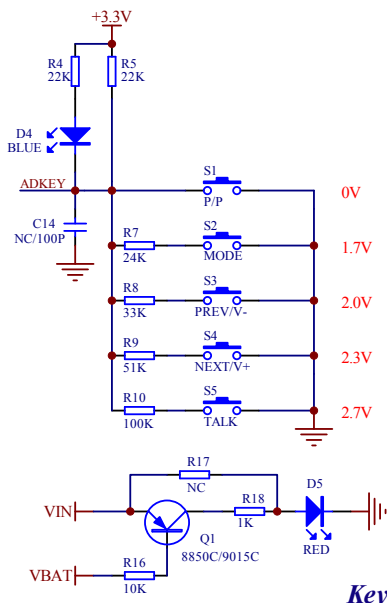 +3.3V
R4
22K
R5
22K
D4
BLUE
ADKEY
C14
NC/100P
S1
P/P
0V
R7
24K
S2
MODE
1.7V
R8
33K
S3
PREV/V-
2.0V
R9
51K
S4
NEXT/V+
2.3V
R10
100K
S5
TALK
2.7V
R17
NC
VIN
R18
1K
D5
RED
Q1
8850C/9015C
VBAT
R16
10K
Key